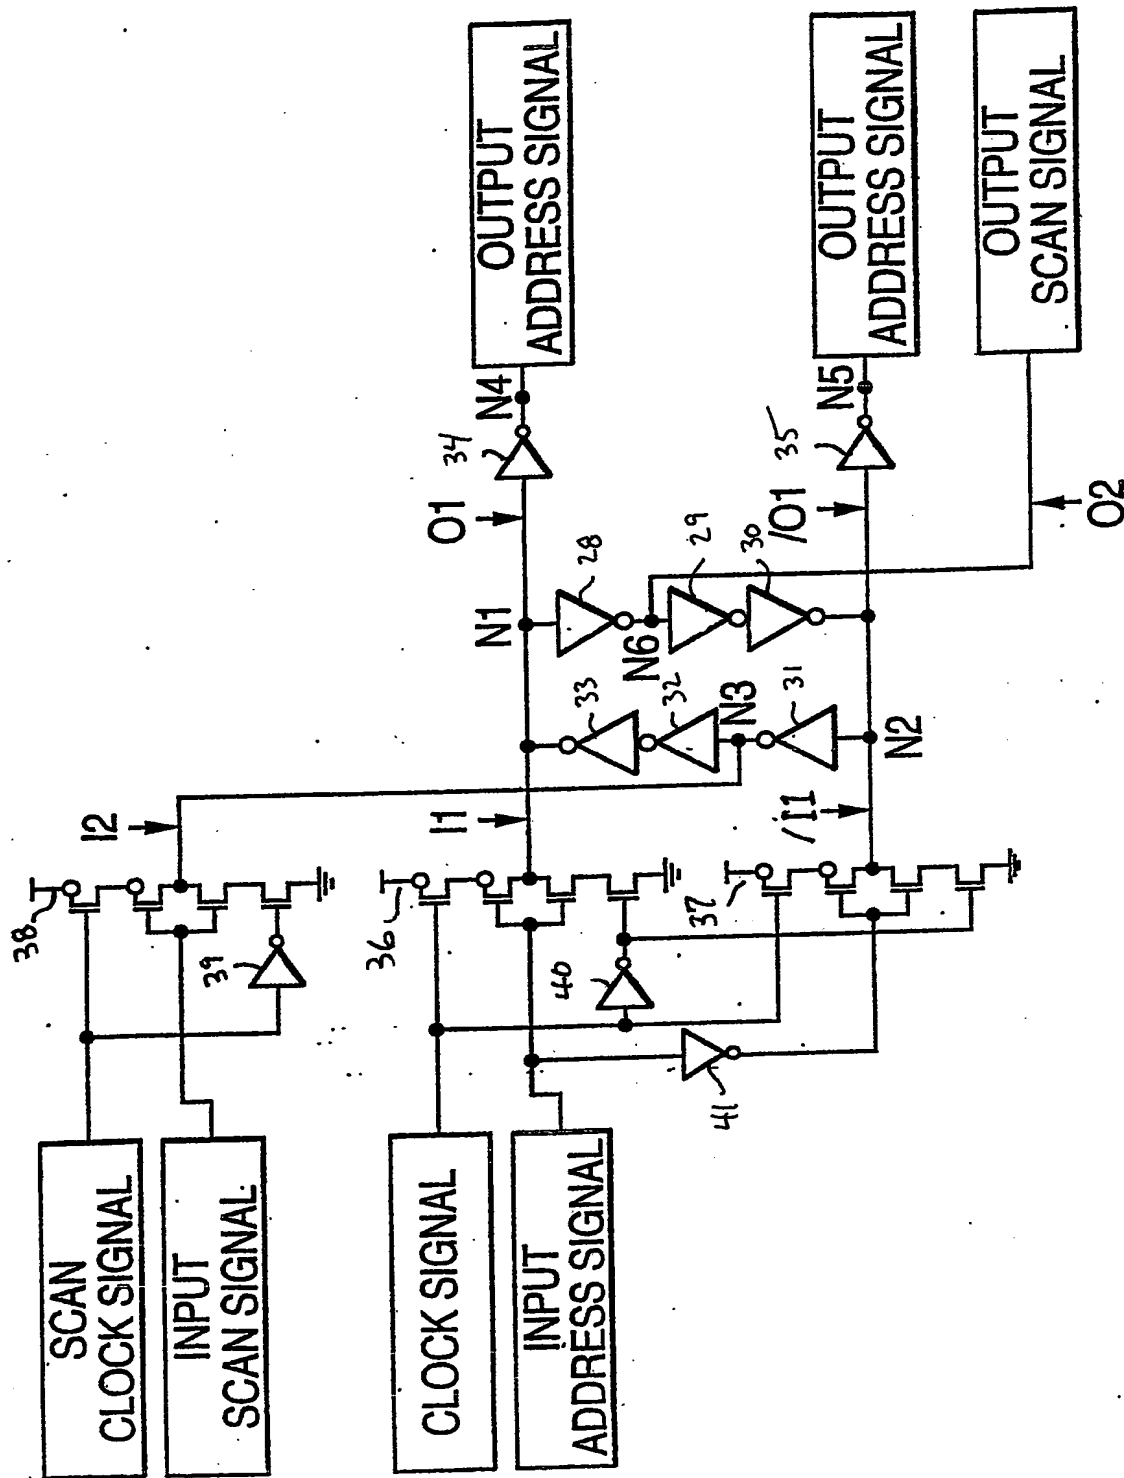 SCAN
CLOCK SIGNAL
INPUT
SCAN SIGNAL
CLOCK SIGNAL
INPUT
ADDRESS SIGNAL
38
39
I2
36
40
41
I1
37
/I1
33
32
N3
31
N2
N1
28
N6
29
30
O1
34
N4
/O1
35
N5
O2
OUTPUT
ADDRESS SIGNAL
OUTPUT
ADDRESS SIGNAL
OUTPUT
SCAN SIGNAL